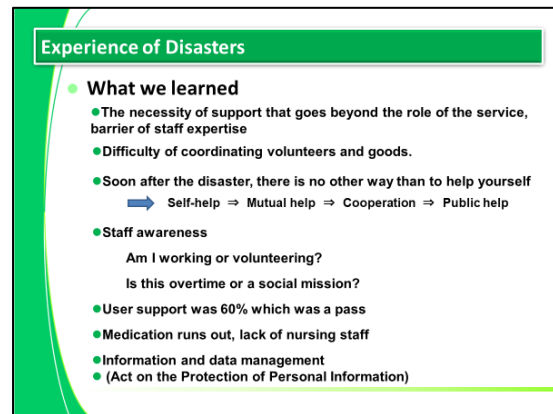 Experience of Disasters
What we learned
●The necessity of support that goes beyond the role of the service,
barrier of staff expertise
●Difficulty of coordinating volunteers and goods.
●Soon after the disaster, there is no other way than to help yourself
Self-help ⇒ Mutual help ⇒ Cooperation ⇒ Public help
●Staff awareness
Am I working or volunteering?
Is this overtime or a social mission?
●User support was 60% which was a pass
●Medication runs out, lack of nursing staff
●Information and data management
● (Act on the Protection of Personal Information)